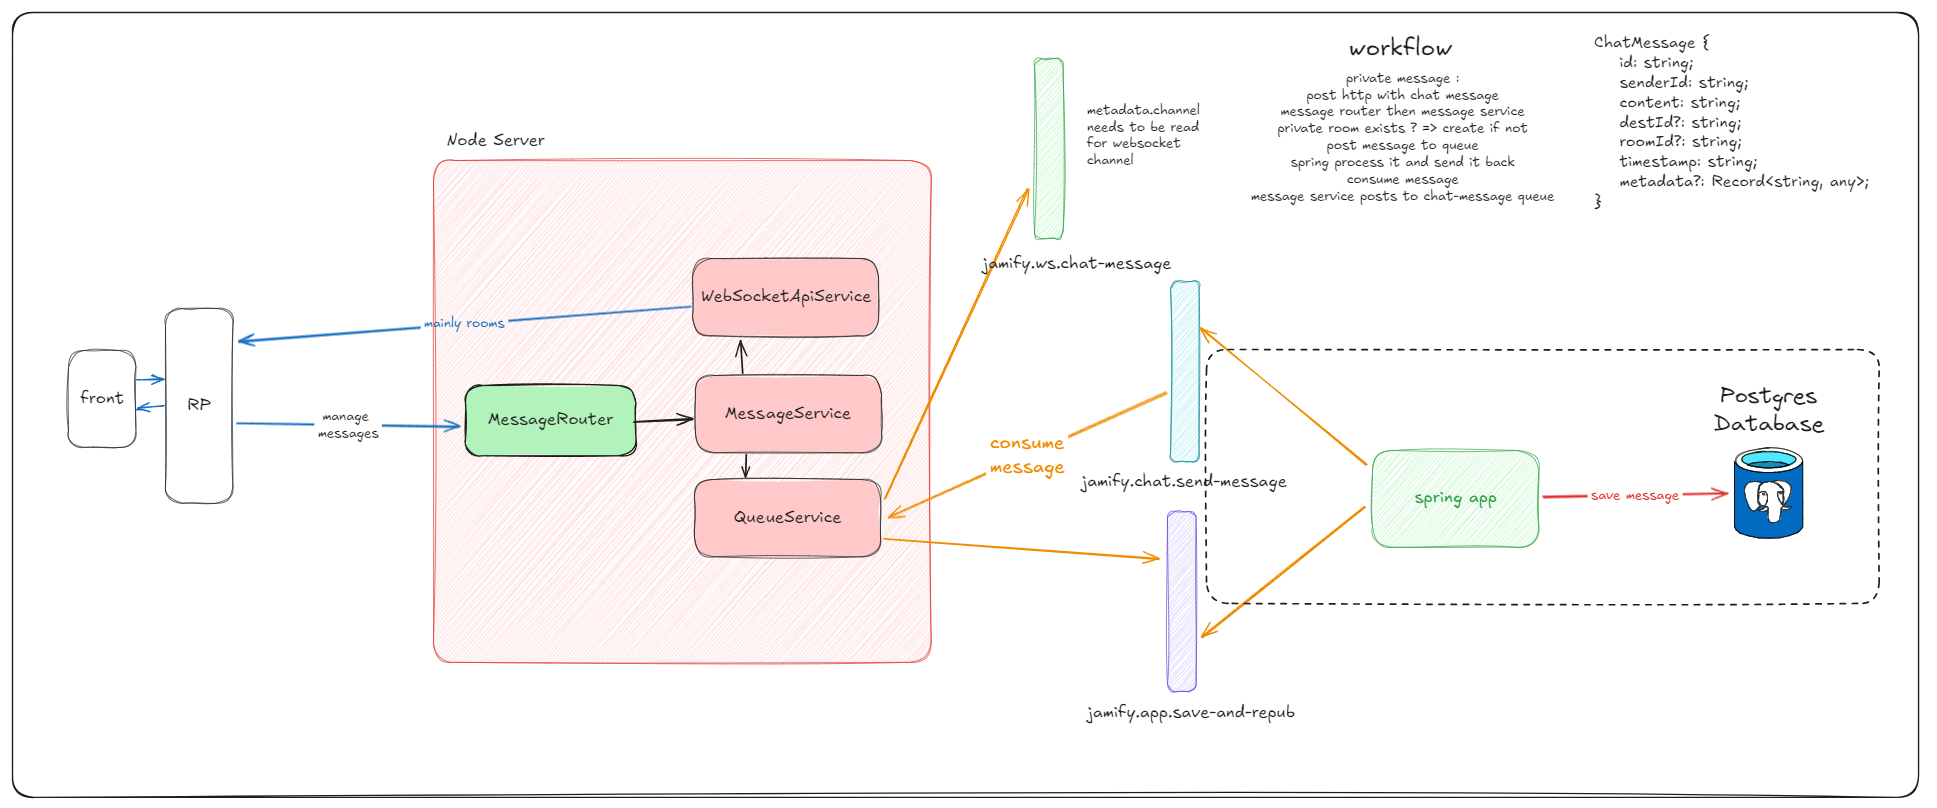 workflow
private message :
post http with chat message
message router then message service
private room exists ? => create if not
post message to queue
spring process it and send it back
consume message
message service posts to chat-message queue
ChatMessage {
id: string;
senderId: string;
content: string;
destId?: string;
roomId?: string;
timestamp: string;
metadata?: Record<string, any>;
}
metadata.channel
needs to be read
for websocket
channel
Node Server
jamify.ws.chat-message
WebSocketApiService
mainly rooms
front
RP
manage
messages
MessageRouter
MessageService
consume
message
QueueService
jamify.chat.send-message
Postgres
Database
spring app
save message
jamify.app.save-and-repub